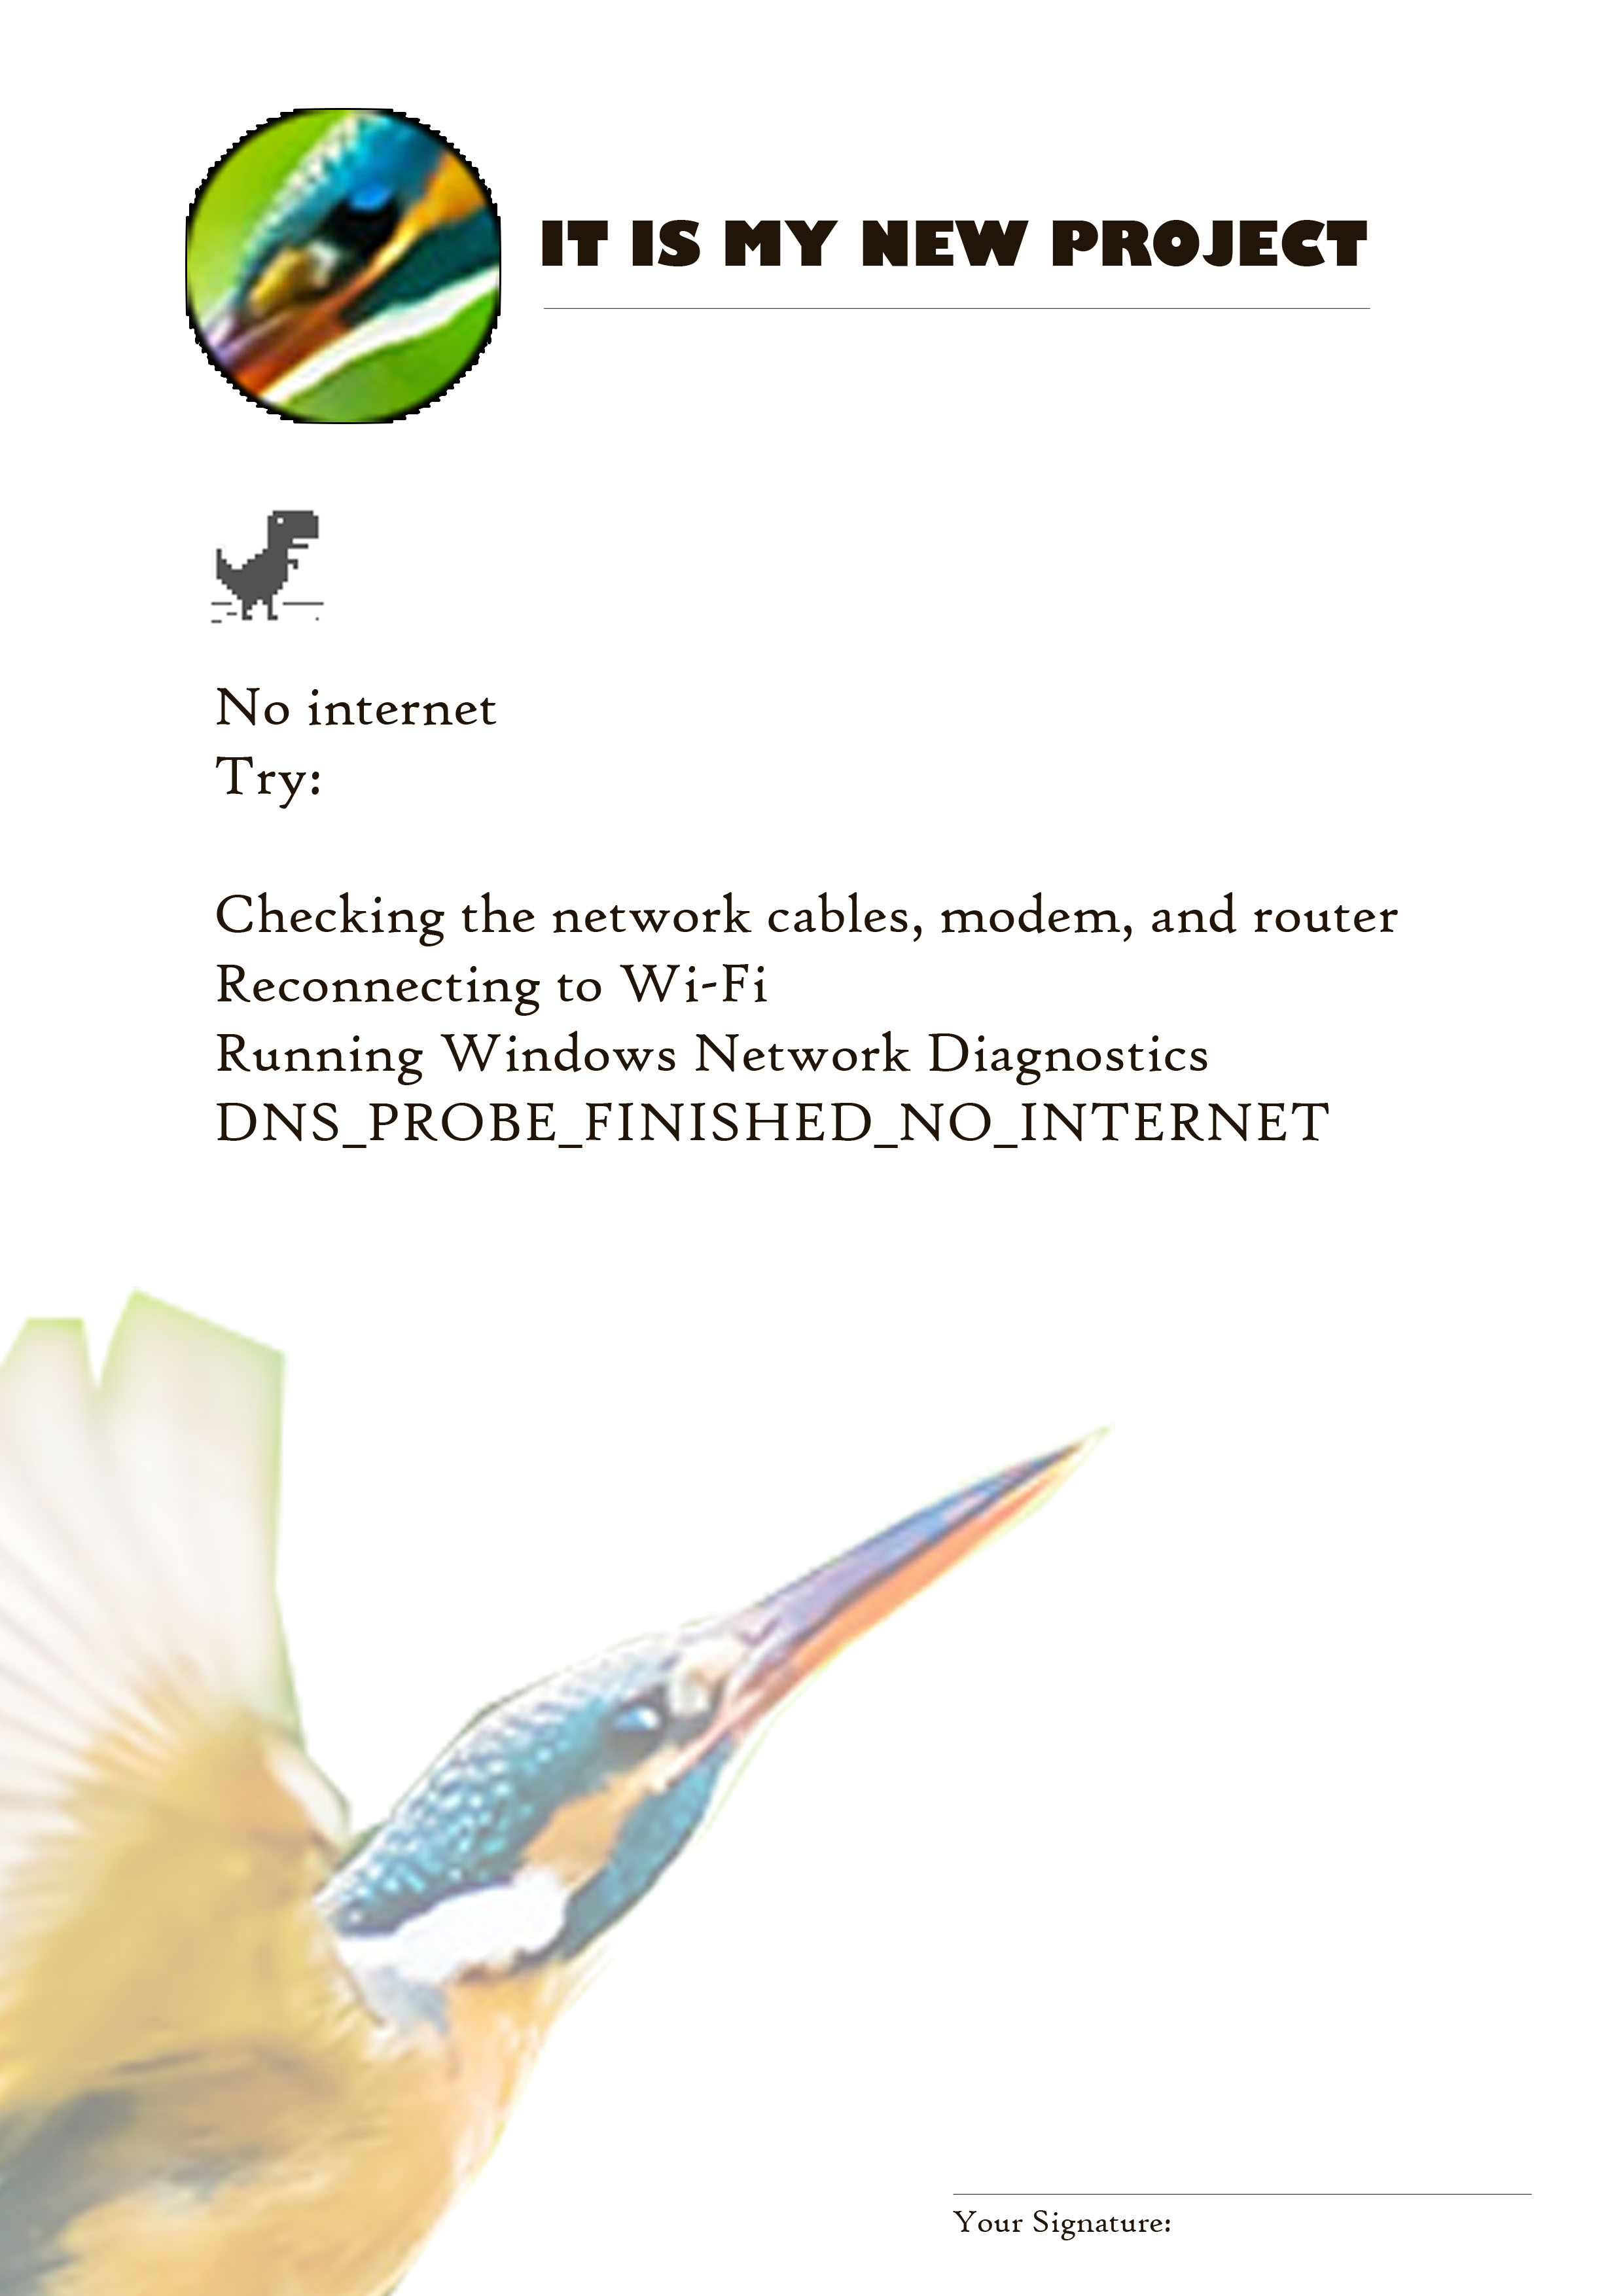 IT IS MY NEW PROJECT
No internet
Try:
Checking the network cables, modem, and router
Reconnecting to Wi-Fi
Running Windows Network Diagnostics
DNS_PROBE_FINISHED_NO_INTERNET
Your Signature: